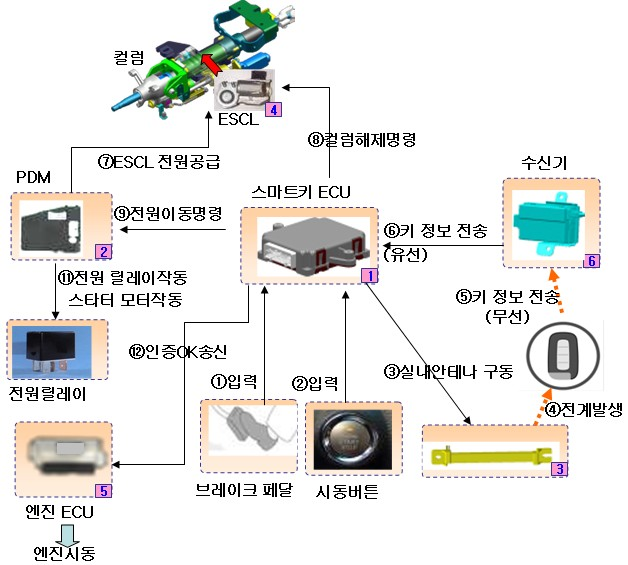 컬럼
ESCL
4
⑧컬럼해제명령
⑦ESCL 전원공급
수신기
PDM
스마트키 ECU
⑨전원이동명령
⑥키 정보 전송
(유선)
2
1
6
⑪전원 릴레이작동
스타터 모터작동
⑤키 정보 전송
(무선)
⑫인증OK송신
①입력
②입력
③실내안테나 구동
④전계발생
전원릴레이
5
3
브레이크 페달
시동버튼
엔진 ECU
엔진시동